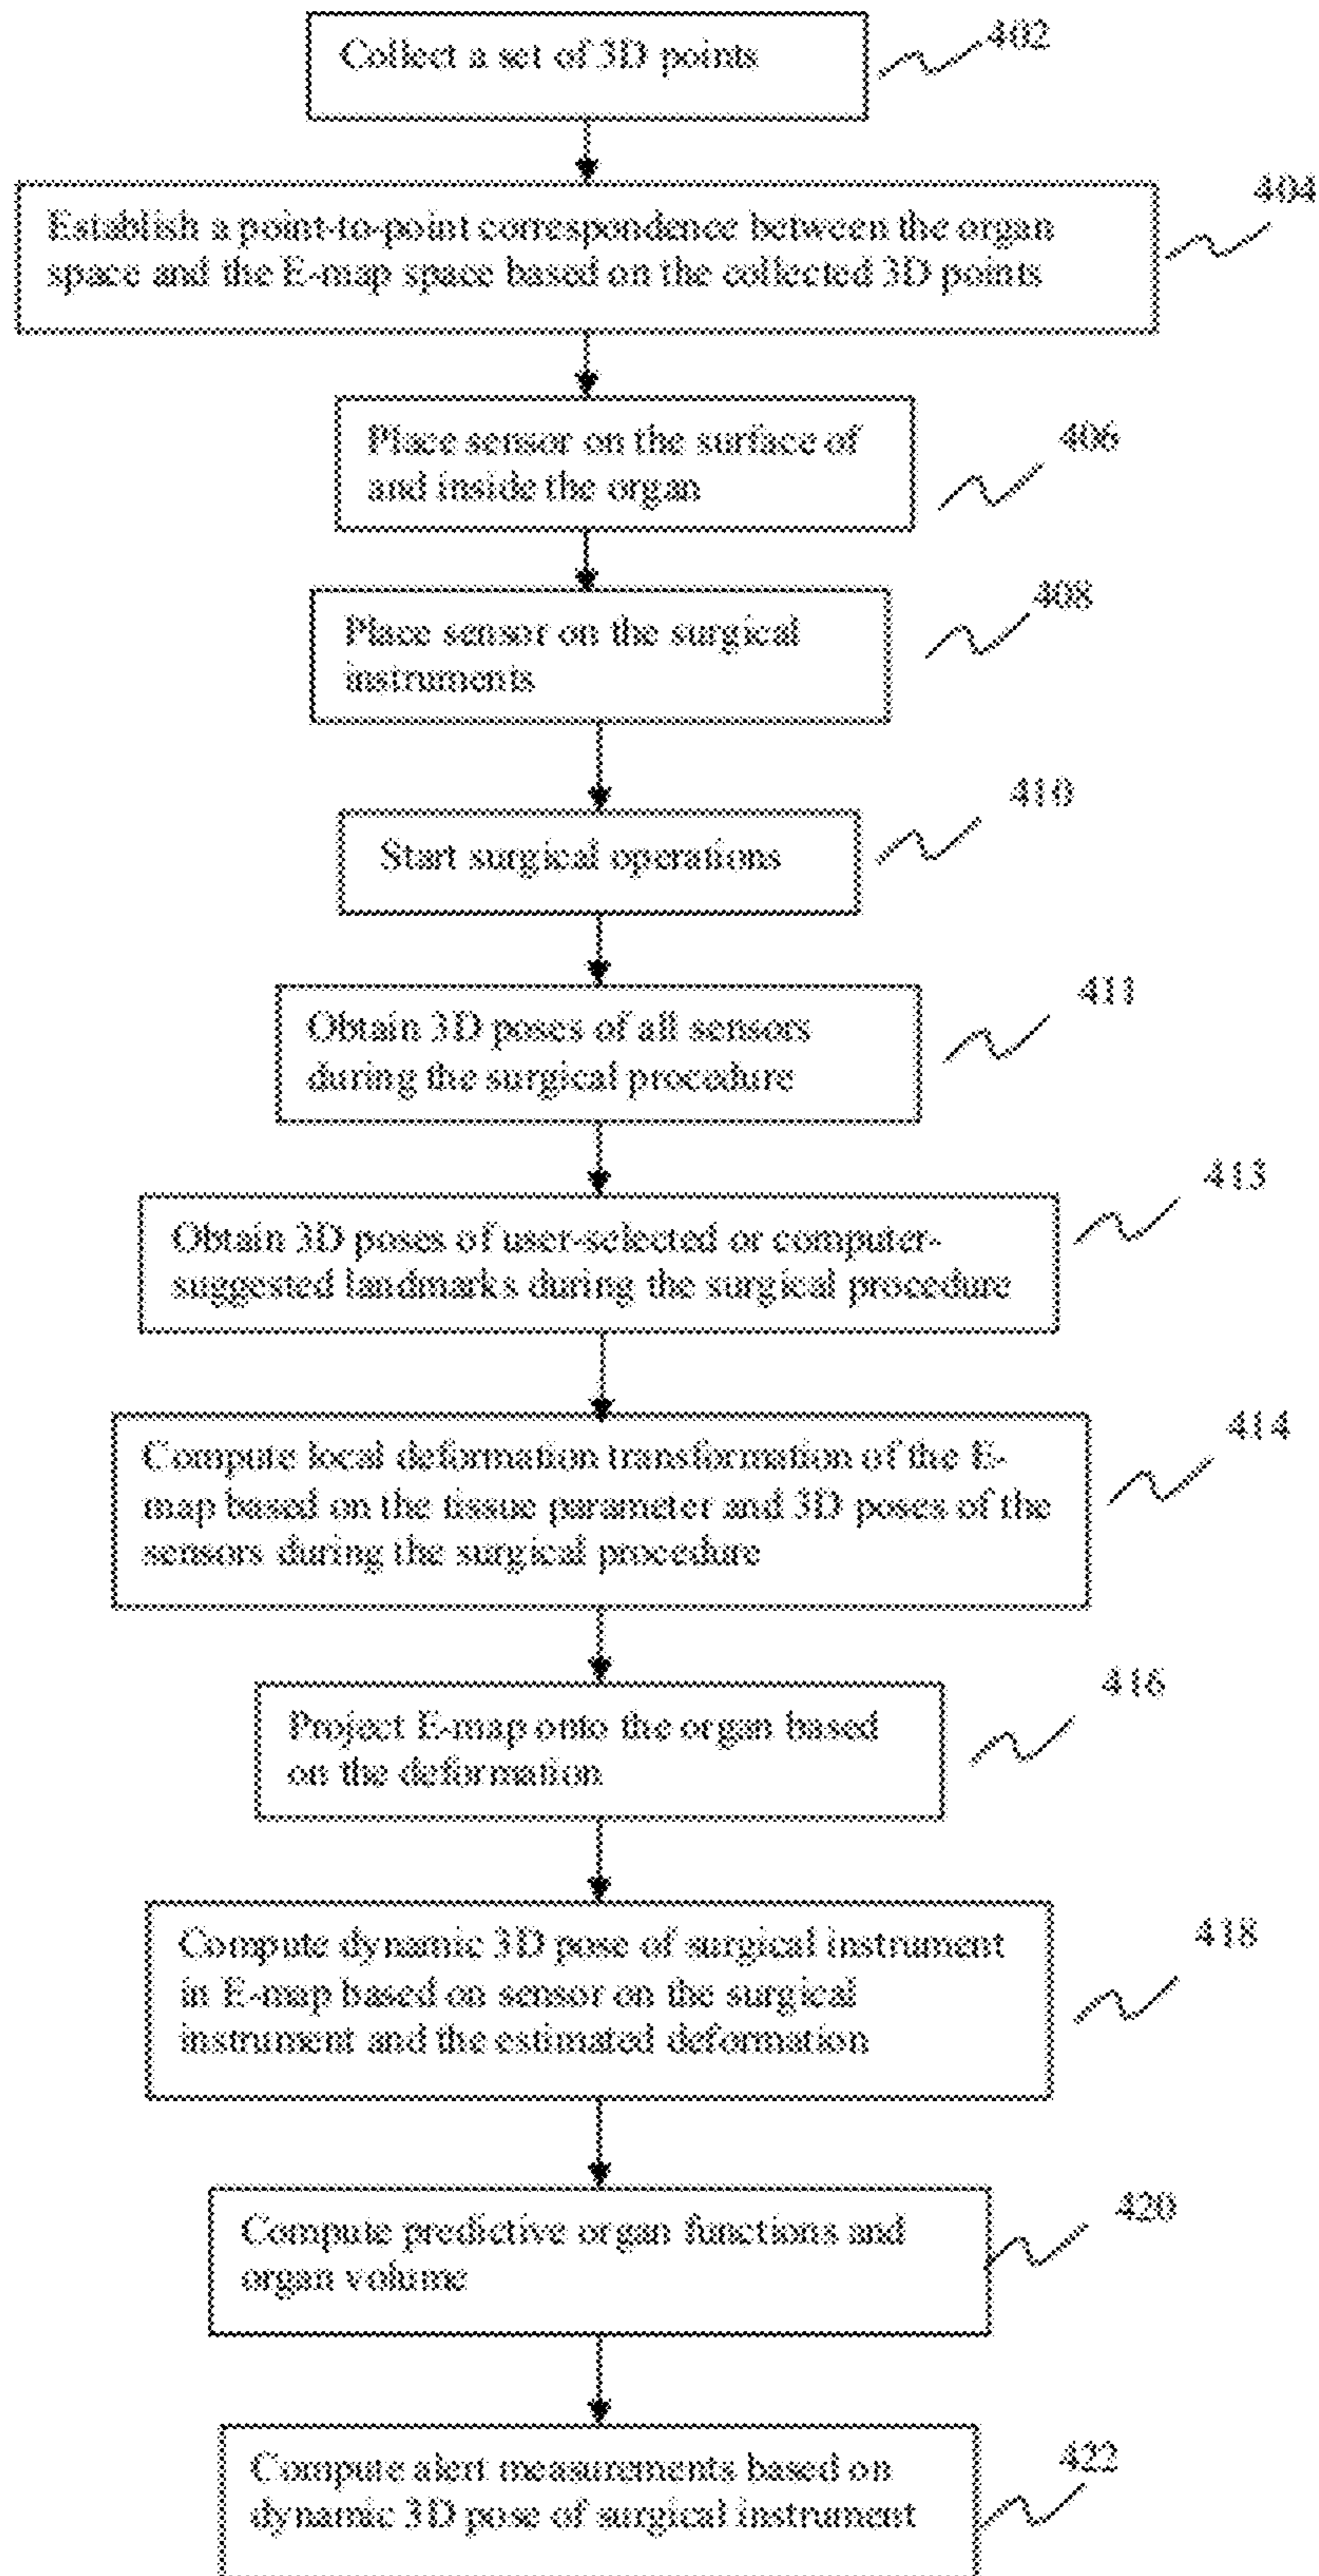 Collect a set of 3D points
402
Establish a point-to-point correspondence between the organ
space and the E-map space based on the collected 3D points
404
Place sensor on the surface of
and inside the organ
406
Place sensor on the surgical
instruments
408
Start surgical operations
410
Obtain 3D poses of all sensors
during the surgical procedure
411
Obtain 3D poses of user-selected or computer-
suggested landmarks during the surgical procedure
413
Compute local deformation transformation of the E-
map based on the tissue parameter and 3D poses of the
sensors during the surgical procedure
414
Project E-map onto the organ based
on the deformation
416
Compute dynamic 3D pose of surgical instrument
in E-map based on sensor on the surgical
instrument and the estimated deformation
418
Compute predictive organ functions and
organ volume
420
Compute alert measurements based on
dynamic 3D pose of surgical instrument
422